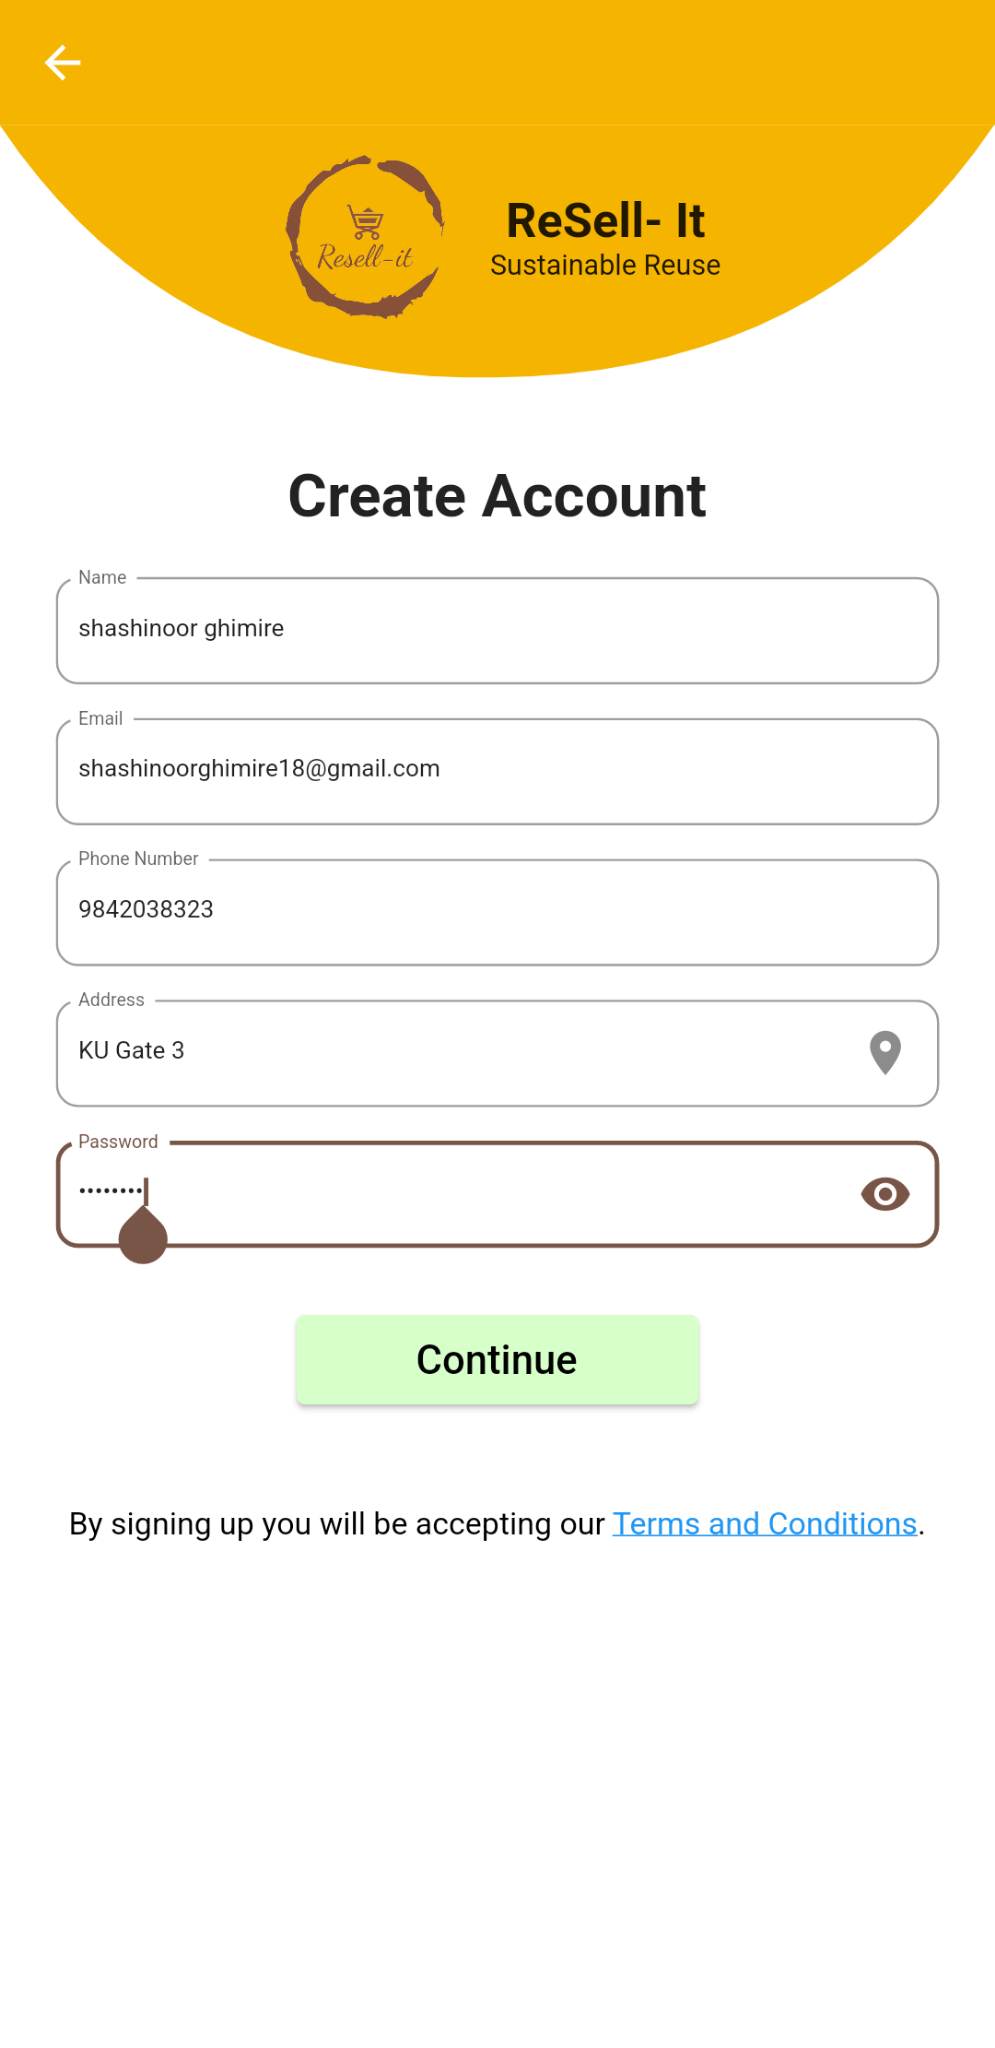 Resell-it
ReSell- It
Sustainable Reuse
Create Account
Name
shashinoor ghimire
Email
shashinoorghimire18@gmail.com
Phone Number
9842038323
Address
KU Gate 3
Password
••••••••
Continue
By signing up you will be accepting our Terms and Conditions.